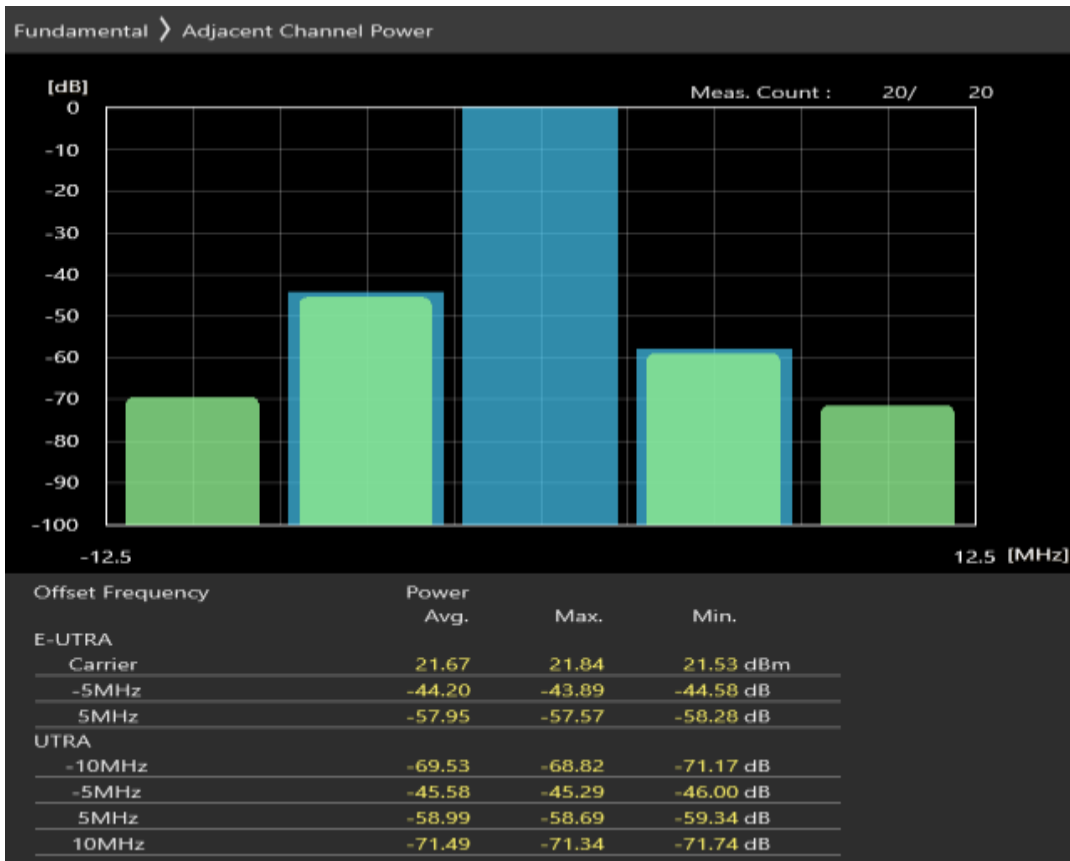 Fundamental ❯ Adjacent Channel Power
[dB]
Meas. Count : 20/ 20
0
-10
-20
-30
-40
-50
-60
-70
-80
-90
-100
-12.5 12.5 [MHz]
Offset Frequency Power
Avg. Max. Min.
E-UTRA
Carrier 21.67 21.84 21.53 dBm
-5MHz -44.20 -43.89 -44.58 dB
5MHz -57.95 -57.57 -58.28 dB
UTRA
-10MHz -69.53 -68.82 -71.17 dB
-5MHz -45.58 -45.29 -46.00 dB
5MHz -58.99 -58.69 -59.34 dB
10MHz -71.49 -71.34 -71.74 dB